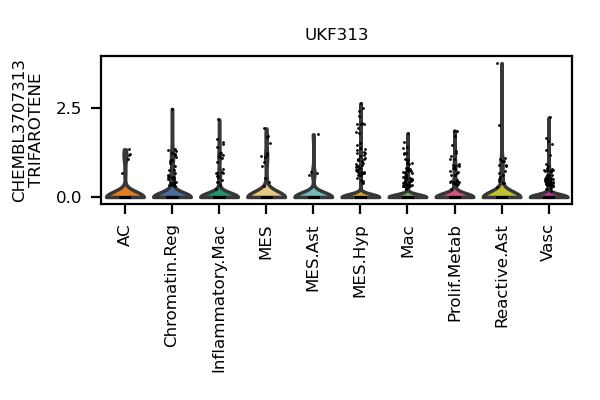 UKF313
CHEMBL3707313
TRIFAROTENE
2.5
0.0
AC
Chromatin.Reg
Inflammatory.Mac
MES
MES.Ast
MES.Hyp
Mac
Prolif.Metab
Reactive.Ast
Vasc